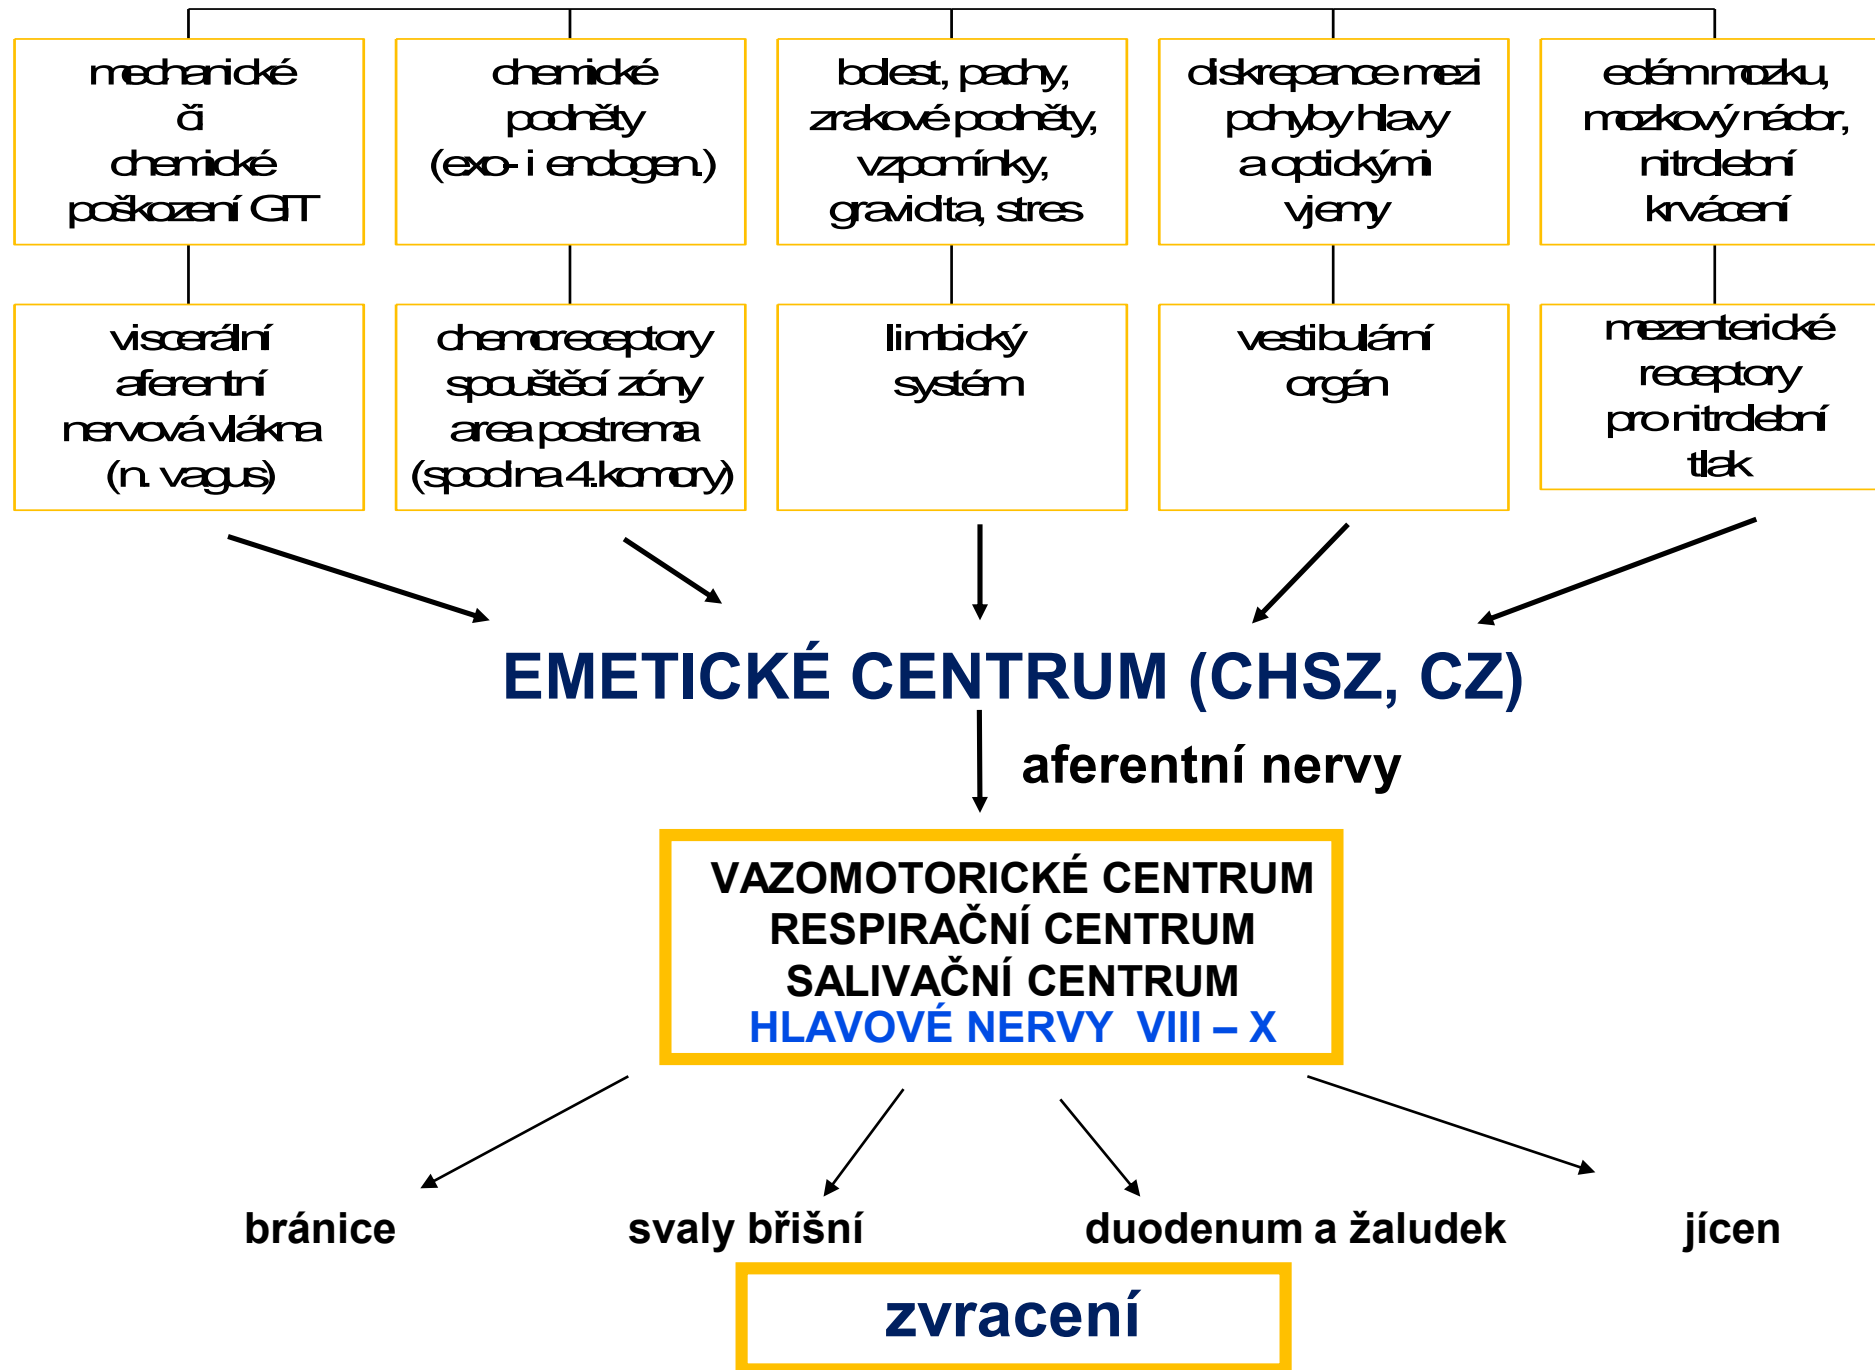 mechanické
či
chemické
poškození GIT
chemické
podněty
(exo- i endogen.)
bolest, pachy,
zrakové podněty,
vzpomínky,
gravidita, stres
diskrepance mezi
pohyby hlavy
a optickými
vjemy
edém mozku,
mozkový nádor,
nitrolební
krvácení
viscerální
aferentní
nervová vlákna
(n. vagus)
chemoreceptory
spouštěcí zóny
area postrema
(spodina 4.komory)
limbický
systém
vestibulární
orgán
mezenterické
receptory
pro nitrolební
tlak
EMETICKÉ CENTRUM (CHSZ, CZ)
aferentní nervy
VAZOMOTORICKÉ CENTRUM
RESPIRAČNÍ CENTRUM
SALIVAČNÍ CENTRUM
HLAVOVÉ NERVY VIII – X
bránice
svaly břišní
duodenum a žaludek
jícen
zvracení